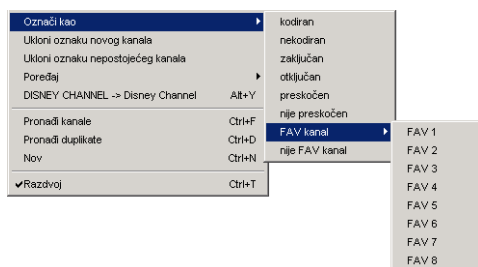 Označi kao
Ukloni oznaku novog kanala
Ukloni oznaku nepostojećeg kanala
Poređaj
DISNEY CHANNEL -> Disney Channel Alt+Y
Pronađi kanale Ctrl+F
Pronađi duplikate Ctrl+D
Nov Ctrl+N
Razdvoj Ctrl+T
kodiran
nekodiran
zaključan
otključan
preskočen
nije preskočen
FAV kanal
nije FAV kanal
FAV 1
FAV 2
FAV 3
FAV 4
FAV 5
FAV 6
FAV 7
FAV 8